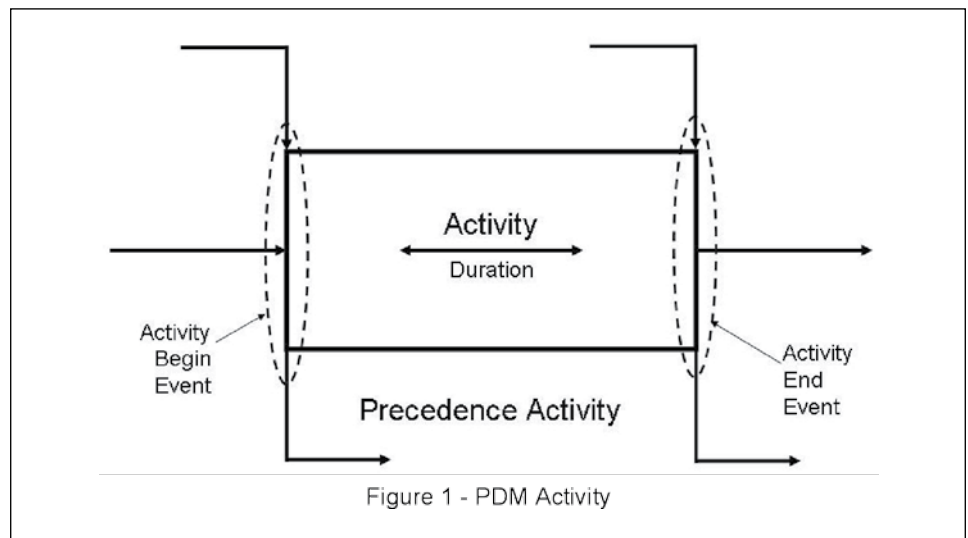 Activity
Duration
Activity
Begin
Event
Activity
End
Event
Precedence Activity
Figure 1 - PDM Activity